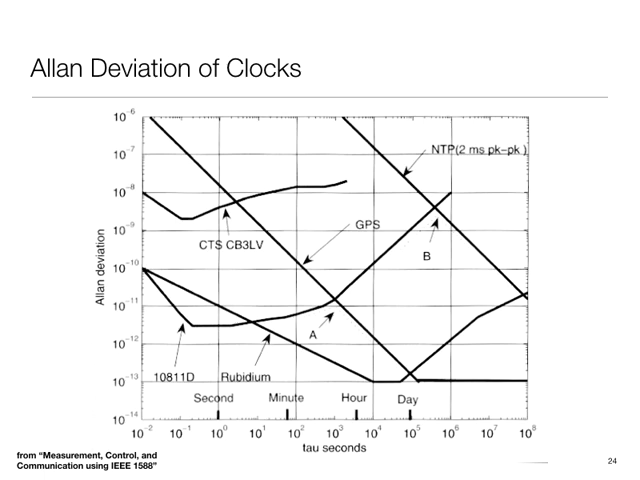 Allan Deviation of Clocks
10⁻⁶
10⁻⁷
10⁻⁸
10⁻⁹
10⁻¹⁰
10⁻¹¹
10⁻¹²
10⁻¹³
10⁻¹⁴
Allan deviation
NTP(2 ms pk–pk )
GPS
CTS CB3LV
B
A
10811D
Rubidium
Second
Minute
Hour
Day
10⁻² 10⁻¹ 10⁰ 10¹ 10² 10³ 10⁴ 10⁵ 10⁶ 10⁷ 10⁸
tau seconds
from “Measurement, Control, and
Communication using IEEE 1588”
24